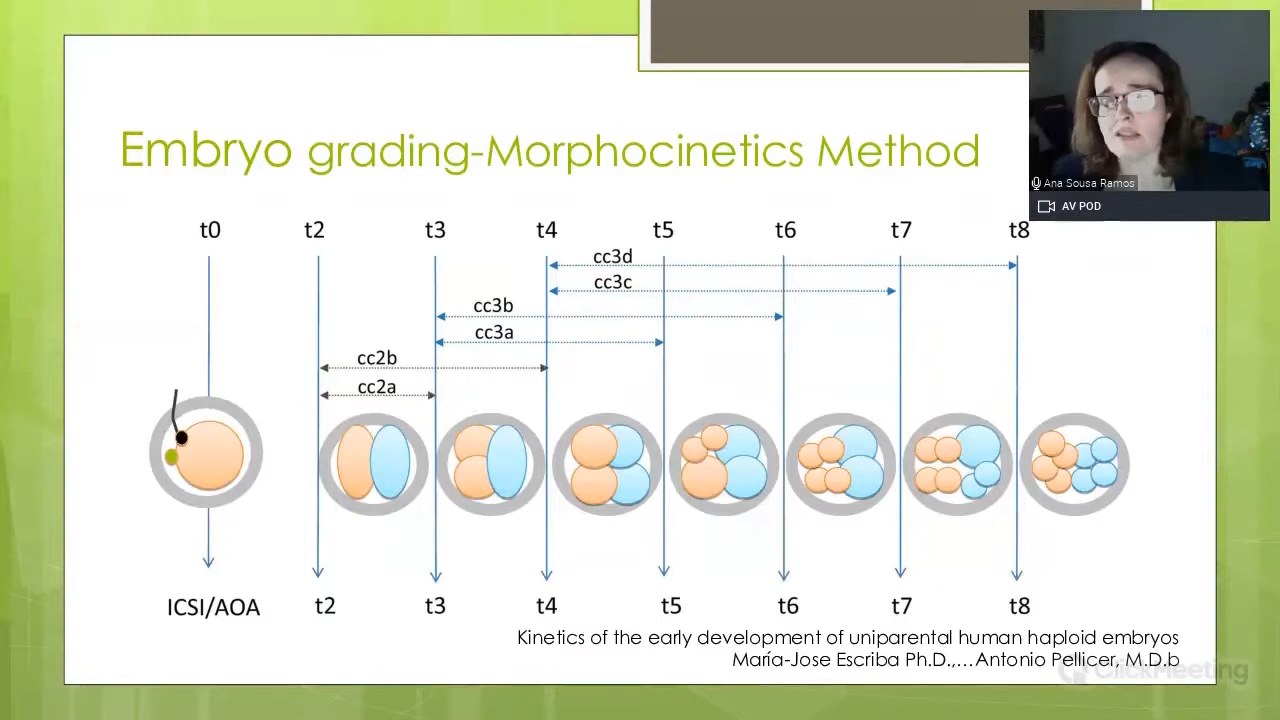 Embryo grading-Morphocinetics Method
Ana Sousa Ramos
AV POD
t0 t2 t3 t4 t5 t6 t7 t8
cc3d
cc3c
cc3b
cc3a
cc2b
cc2a
ICSI/AOA t2 t3 t4 t5 t6 t7 t8
Kinetics of the early development of uniparental human haploid embryos
María-Jose Escriba Ph.D.,...Antonio Pellicer, M.D.b
ClickMeeting